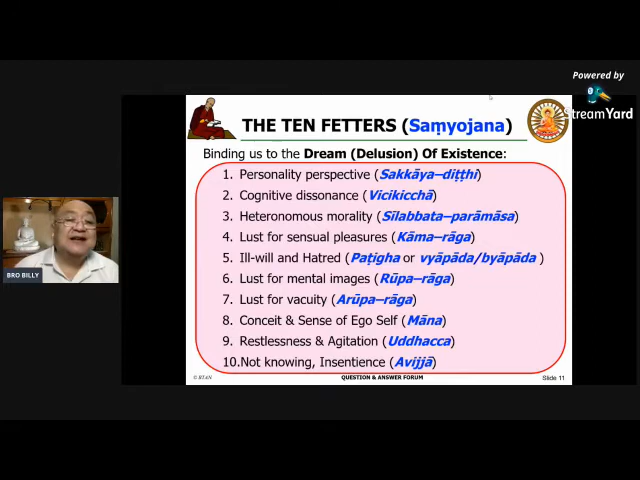 Powered by
StreamYard
THE TEN FETTERS (Saṃyojana)
Binding us to the Dream (Delusion) Of Existence:
1. Personality perspective (Sakkāya–diṭṭhi)
2. Cognitive dissonance (Vicikicchā)
3. Heteronomous morality (Sīlabbata–parāmāsa)
4. Lust for sensual pleasures (Kāma–rāga)
5. Ill-will and Hatred (Paṭigha or vyāpāda/byāpāda )
6. Lust for mental images (Rūpa–rāga)
7. Lust for vacuity (Arūpa–rāga)
8. Conceit & Sense of Ego Self (Māna)
9. Restlessness & Agitation (Uddhacca)
10.Not knowing, Insentience (Avijjā)
BRO BILLY
© BTAN QUESTION & ANSWER FORUM Slide 11